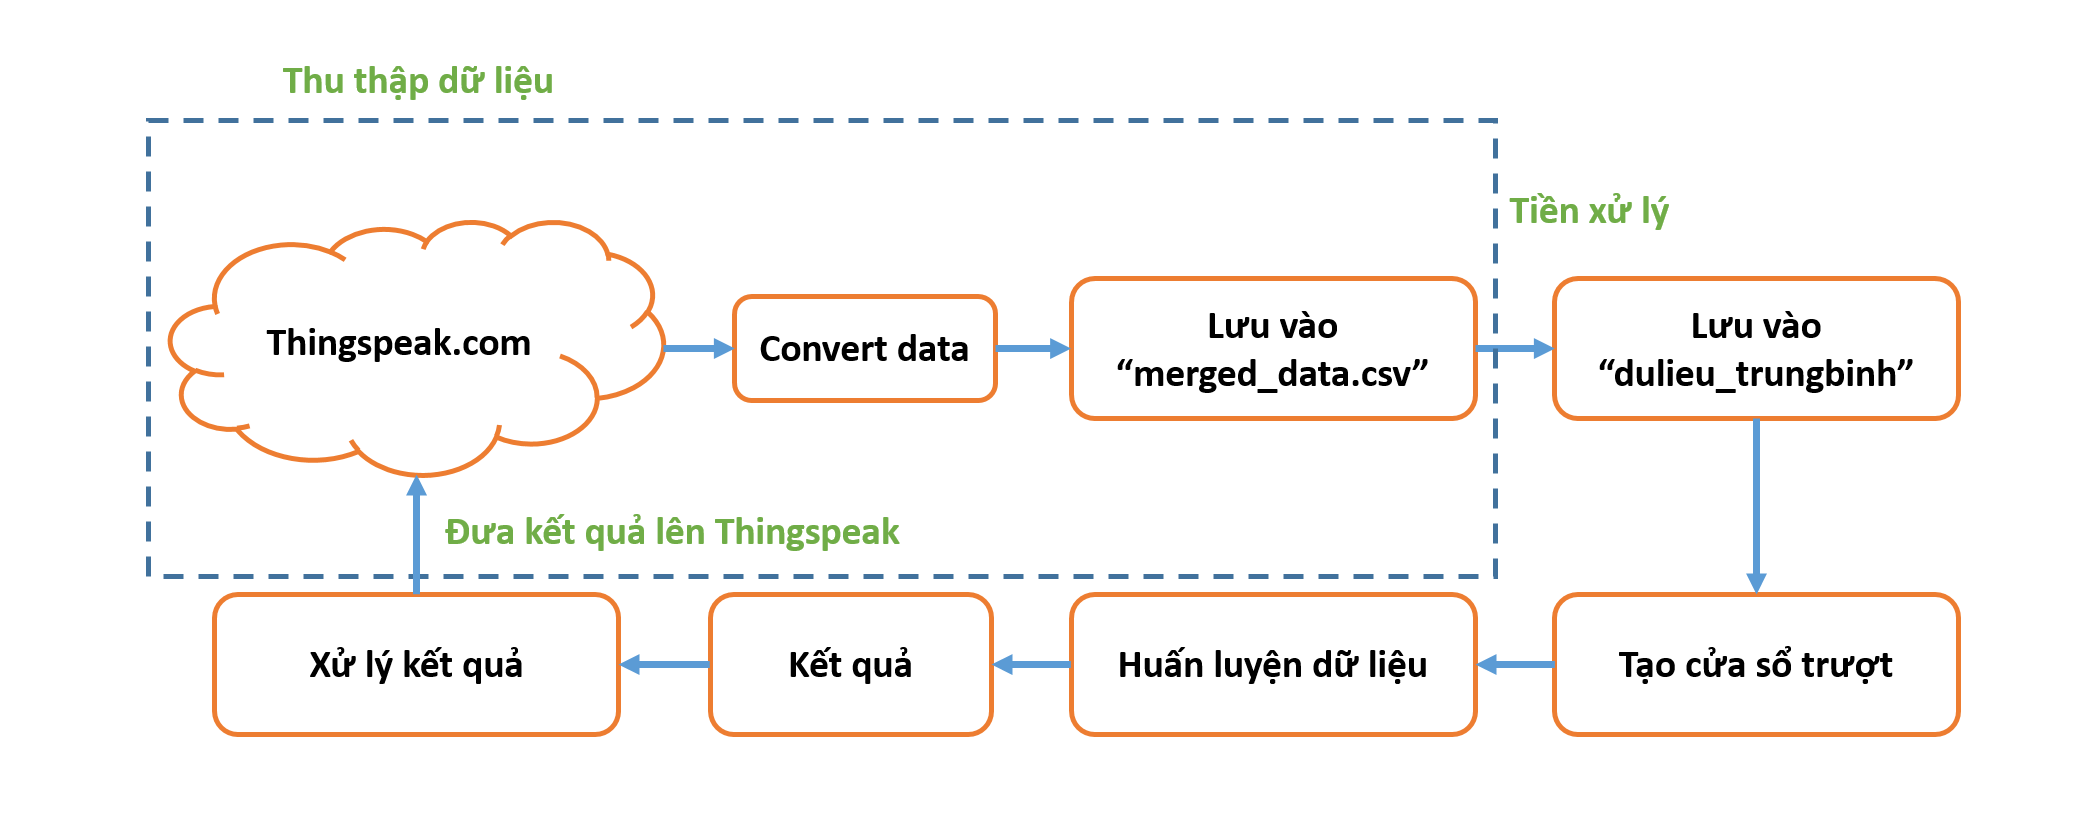 Thu thập dữ liệu
Tiền xử lý
Thingspeak.com
Convert data
Lưu vào
“merged_data.csv”
Lưu vào
“dulieu_trungbinh”
Đưa kết quả lên Thingspeak
Xử lý kết quả
Kết quả
Huấn luyện dữ liệu
Tạo cửa sổ trượt